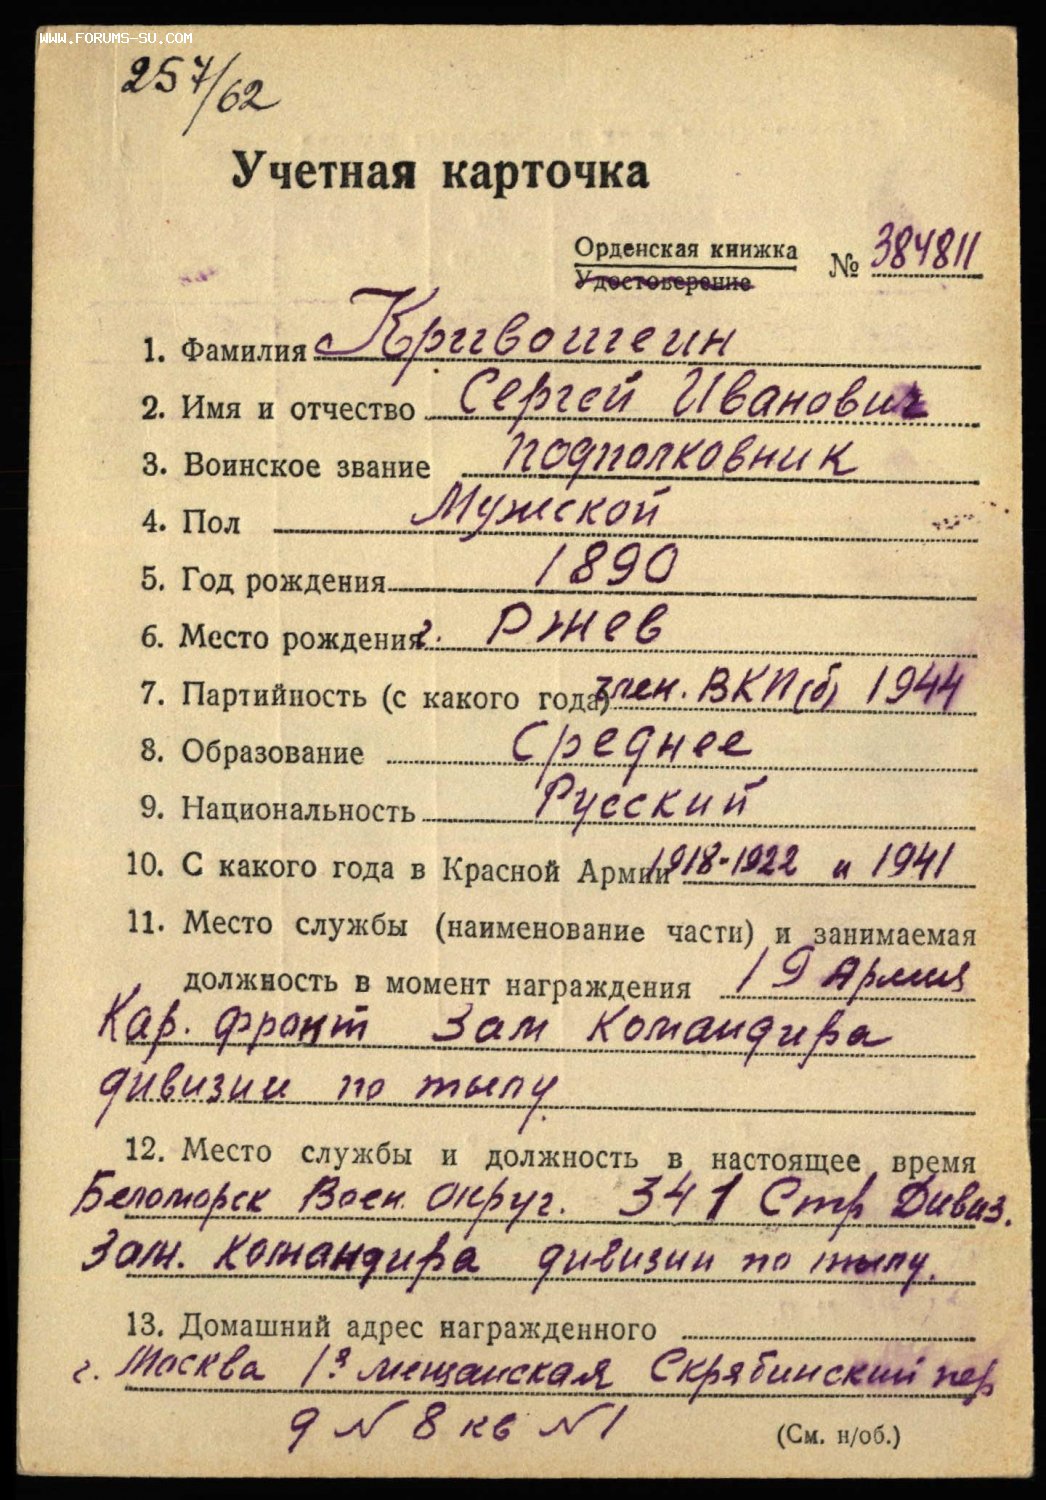 WWW.FORUMS-SU.COM
257/62
Учетная карточка
Орденская книжка
Удостоверение
№ 384811
1. Фамилия Кривошеин
2. Имя и отчество Сергей Иванович
3. Воинское звание подполковник
4. Пол Мужской
5. Год рождения 1890
6. Место рождения г. Ржев
7. Партийность (с какого года) член. ВКП(б) 1944
8. Образование Среднее
9. Национальность Русский
10. С какого года в Красной Армии 1918-1922 и 1941
11. Место службы (наименование части) и занимаемая
должность в момент награждения 19 Армия
Кар. фронт Зам командира
дивизии по тылу.
12. Место службы и должность в настоящее время
Беломорск Воен. округ. 341 Стр Дивиз.
Зам. командира дивизии по тылу.
13. Домашний адрес награжденного
г. Москва 1я мещанская Скрябинский пер
д N 8 кв N 1
(См. н/об.)